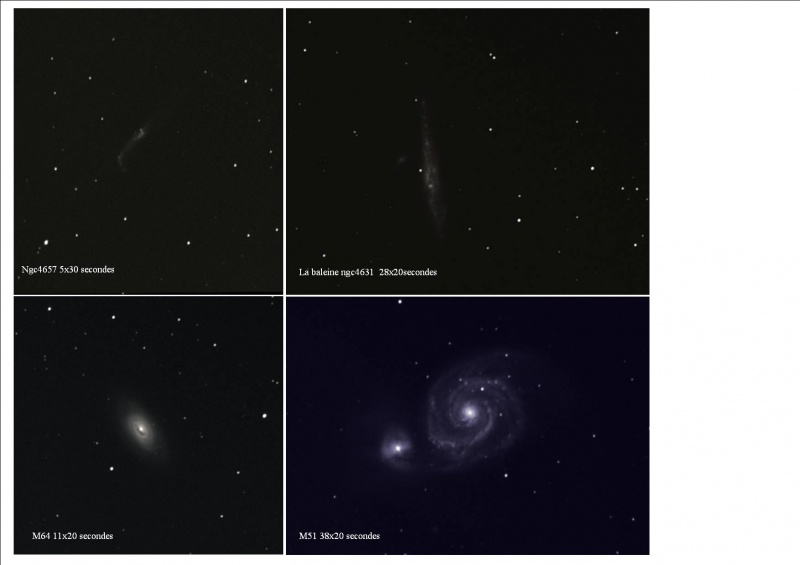 Ngc4657 5x30 secondes
La baleine ngc4631 28x20secondes
M64 11x20 secondes
M51 38x20 secondes